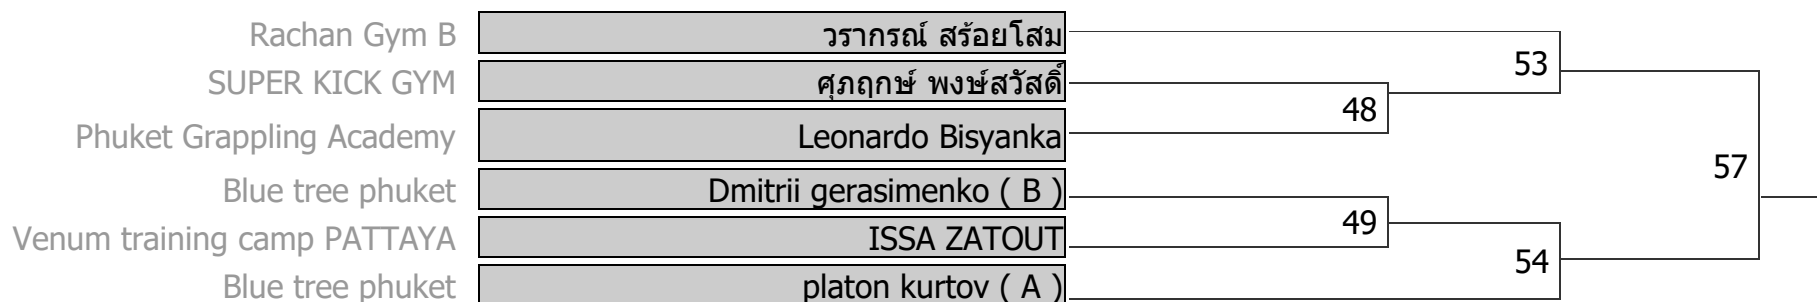 Rachan Gym B วรากรณ์ สร้อยโสม
53
SUPER KICK GYM ศุภฤกษ์ พงษ์สวัสดิ์
48
Phuket Grappling Academy Leonardo Bisyanka
57
Blue tree phuket Dmitrii gerasimenko ( B )
49
Venum training camp PATTAYA ISSA ZATOUT
54
Blue tree phuket platon kurtov ( A )